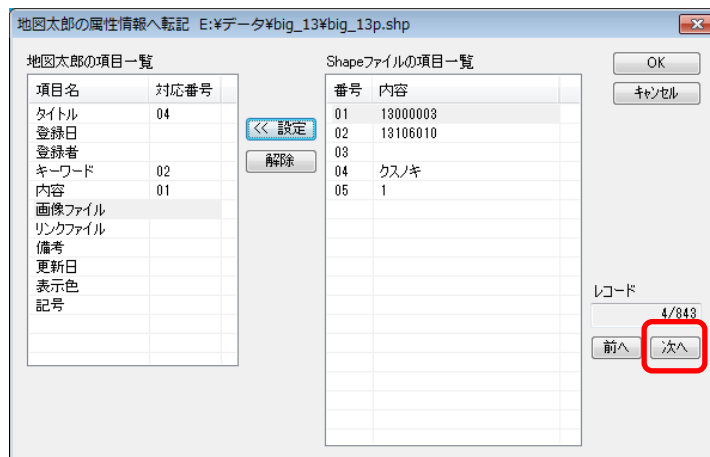 地図太郎の属性情報へ転記 E:¥データ¥big_13¥big_13p.shp
地図太郎の項目一覧
項目名 対応番号
タイトル 04
登録日
登録者
キーワード 02
内容 01
画像ファイル
リンクファイル
備考
更新日
表示色
記号
<< 設定
解除
Shapeファイルの項目一覧
番号 内容
01 13000003
02 13106010
03
04 クスノキ
05 1
OK
キャンセル
レコード
4/843
前へ 次へ